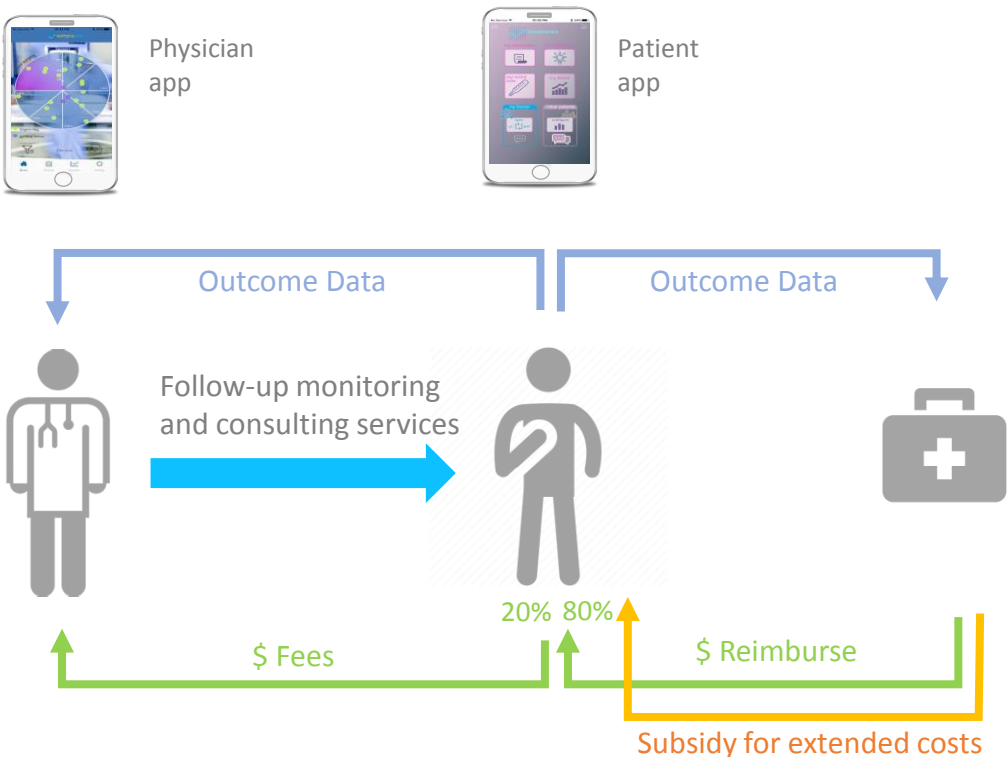 Physician
app
Patient
app
Outcome Data
Outcome Data
Follow-up monitoring
and consulting services
20% 80%
$ Fees
$ Reimburse
Subsidy for extended costs